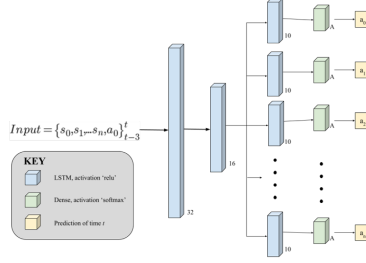 a₀
A
10
a₁
A
10
Input = {s₀,s₁,..sₙ,a₀}ᵗₜ₋₃
a₂
A
10
16
KEY
LSTM, activation 'relu'
Dense, activation 'softmax'
Prediction of time t
32
aₙ
A
10